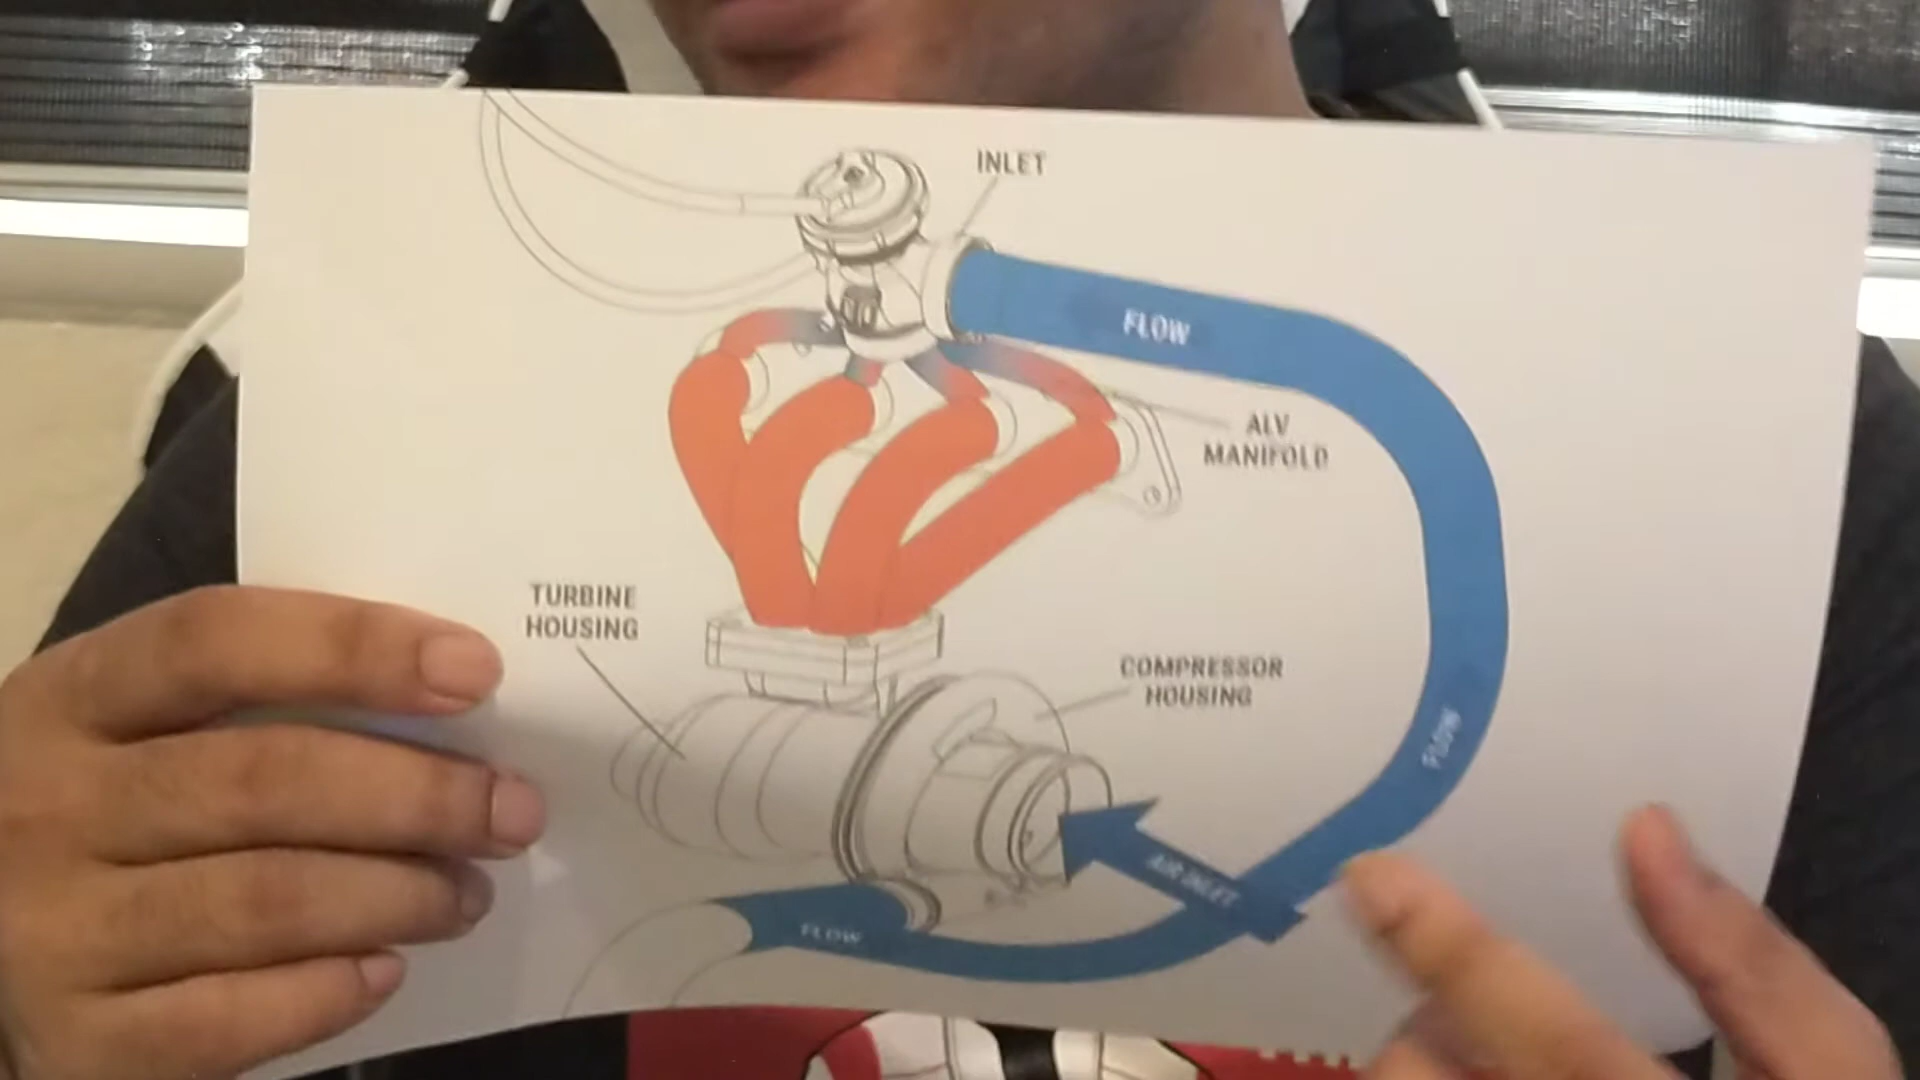 INLET
FLOW
ALV
MANIFOLD
TURBINE
HOUSING
COMPRESSOR
HOUSING
FLOW
AIR INLET
FLOW